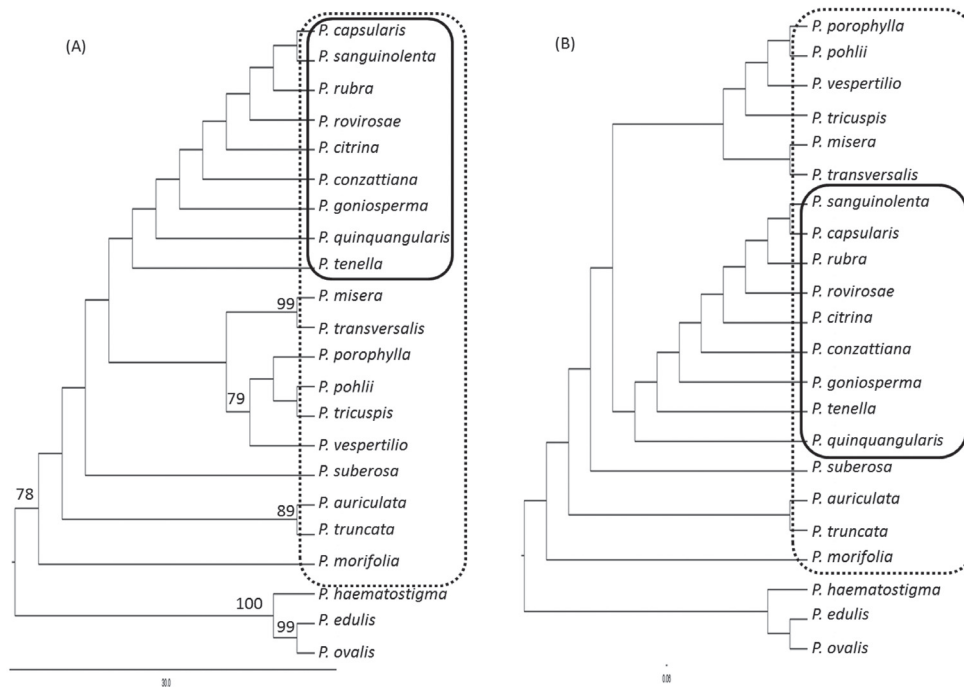 (A)
P. capsularis
P. sanguinolenta
P. rubra
P. rovirosae
P. citrina
P. conzattiana
P. goniosperma
P. quinquangularis
P. tenella
P. misera
99
P. transversalis
P. porophylla
P. pohlii
79
P. tricuspis
P. vespertilio
P. suberosa
78
P. auriculata
89
P. truncata
P. morifolia
P. haematostigma
100
P. edulis
99
P. ovalis
30.0
(B)
P. porophylla
P. pohlii
P. vespertilio
P. tricuspis
P. misera
P. transversalis
P. sanguinolenta
P. capsularis
P. rubra
P. rovirosae
P. citrina
P. conzattiana
P. goniosperma
P. tenella
P. quinquangularis
P. suberosa
P. auriculata
P. truncata
P. morifolia
P. haematostigma
P. edulis
P. ovalis